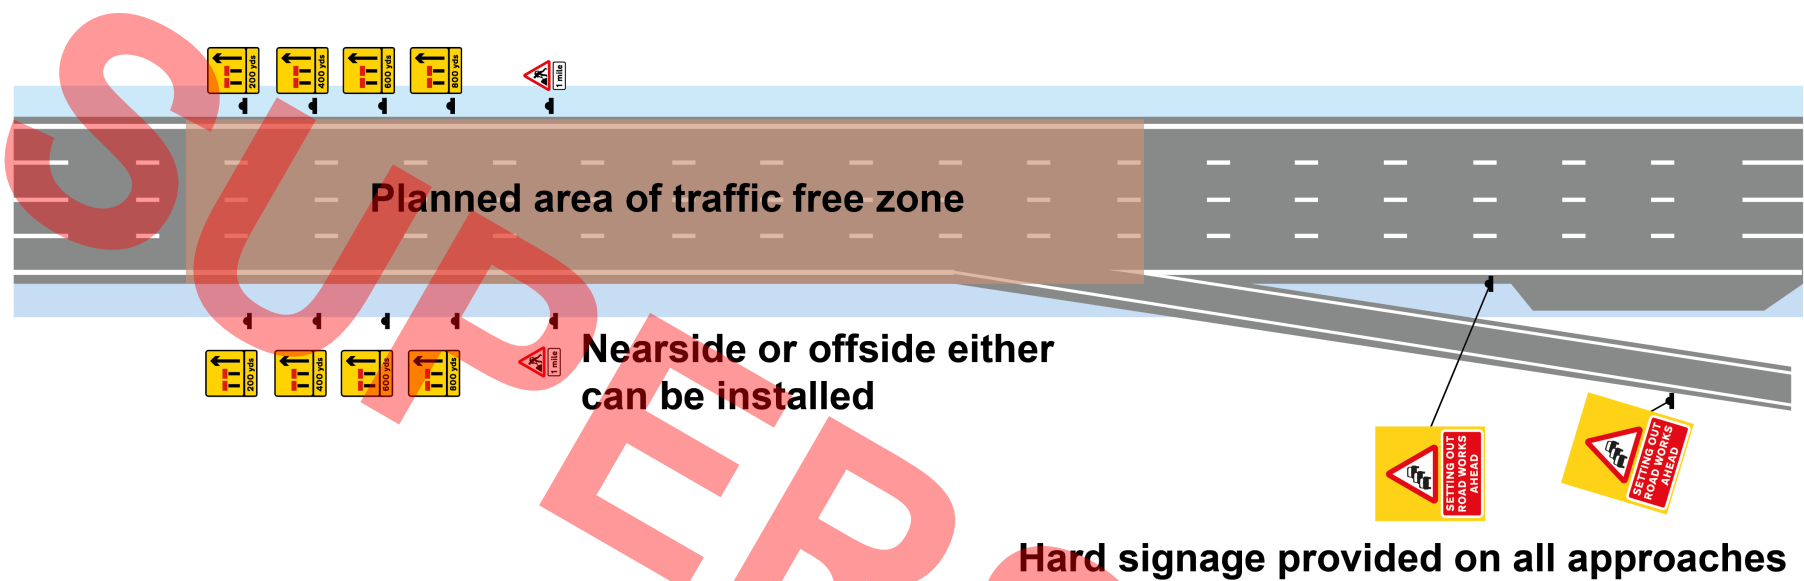 200 yds
400 yds
600 yds
800 yds
1 mile
Planned area of traffic free zone
200 yds
400 yds
600 yds
800 yds
1 mile
Nearside or offside either
can be installed
SETTING OUT
ROAD WORKS
AHEAD
SETTING OUT
ROAD WORKS
AHEAD
Hard signage provided on all approaches
SUPER